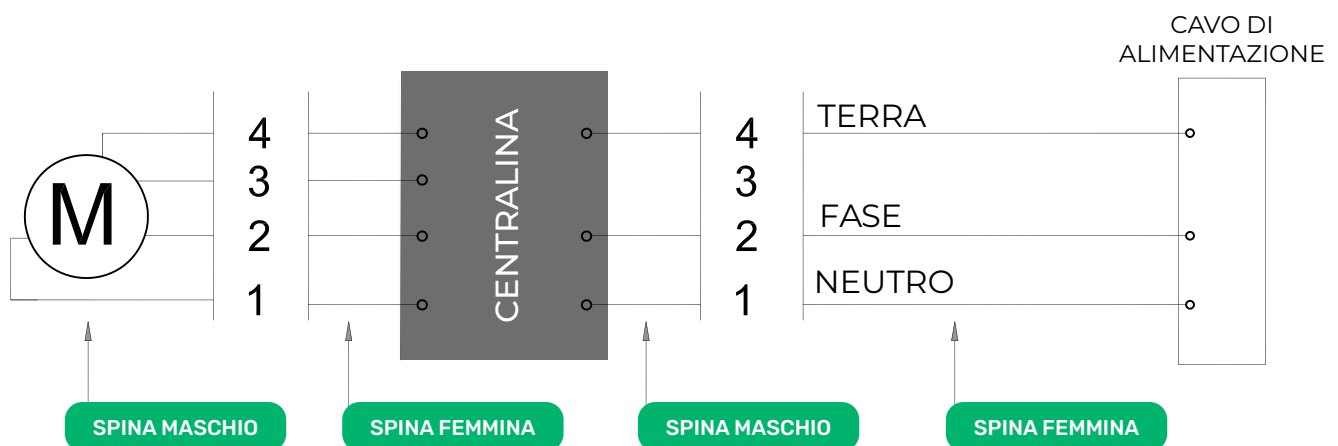 CAVO DI
ALIMENTAZIONE
4
3
2
1
M
CENTRALINA
4
3
2
1
TERRA
FASE
NEUTRO
SPINA MASCHIO
SPINA FEMMINA
SPINA MASCHIO
SPINA FEMMINA